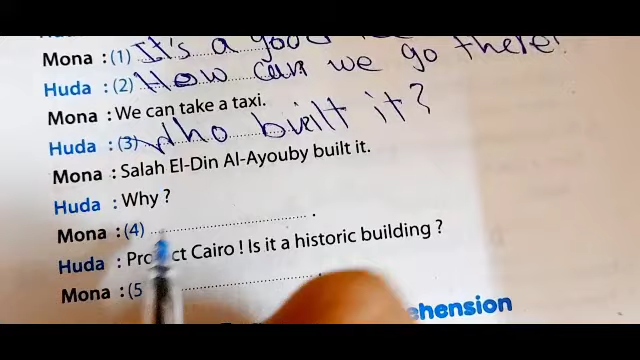 Mona : (1) It's a good
Huda : (2) How can we go there?
Mona : We can take a taxi.
Huda : (3) Who built it?
Mona : Salah El-Din Al-Ayouby built it.
Huda : Why ?
Mona : (4) .
Huda : Cairo ! Is it a historic building ?
Mona : (5 .